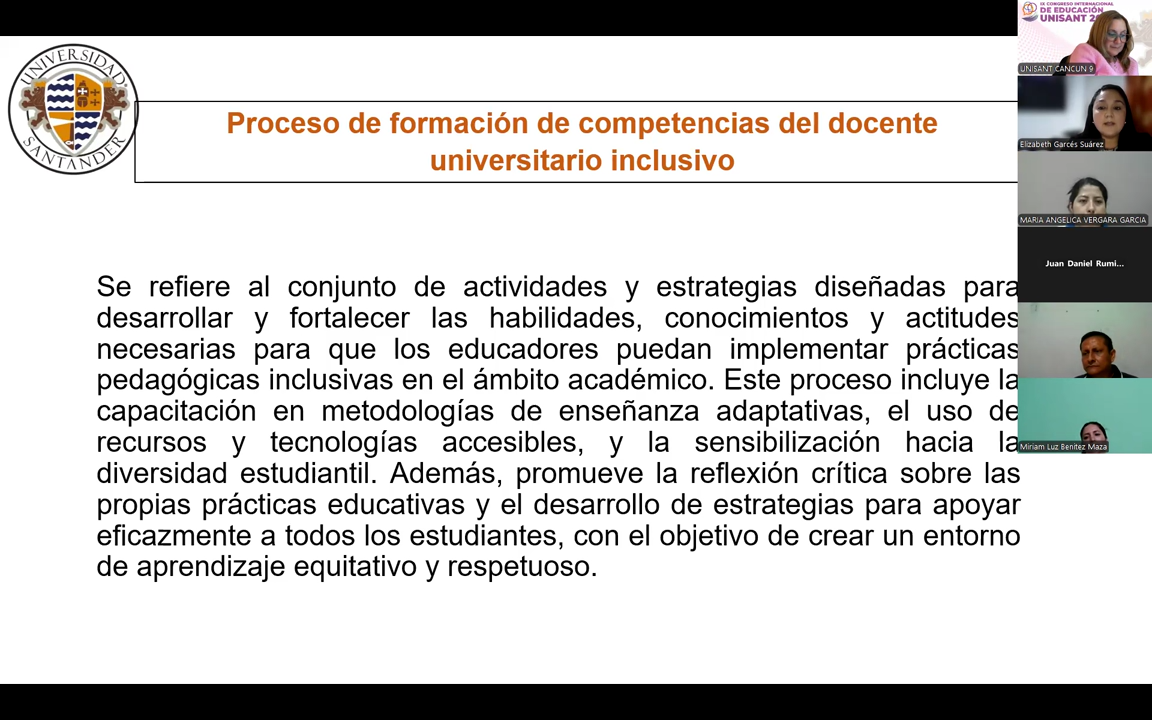 UNIVERSIDAD
SANTANDER
Proceso de formación de competencias del docente
universitario inclusivo
Se refiere al conjunto de actividades y estrategias diseñadas para
desarrollar y fortalecer las habilidades, conocimientos y actitudes
necesarias para que los educadores puedan implementar prácticas
pedagógicas inclusivas en el ámbito académico. Este proceso incluye la
capacitación en metodologías de enseñanza adaptativas, el uso de
recursos y tecnologías accesibles, y la sensibilización hacia la
diversidad estudiantil. Además, promueve la reflexión crítica sobre las
propias prácticas educativas y el desarrollo de estrategias para apoyar
eficazmente a todos los estudiantes, con el objetivo de crear un entorno
de aprendizaje equitativo y respetuoso.
IX CONGRESO INTERNACIONAL
DE EDUCACIÓN
UNISANT 2
UNISANT CANCUN 9
Elizabeth Garcés Suárez
MARIA ANGELICA VERGARA GARCIA
Juan Daniel Rumi...
Miriam Luz Benitez Maza